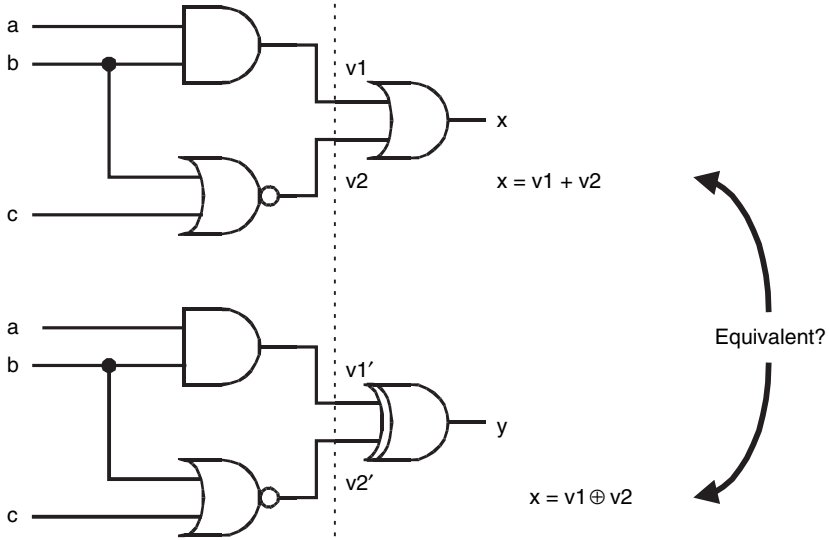 a
b
v1
x
v2
x = v1 + v2
c
a
Equivalent?
b
v1′
y
v2′
x = v1 ⊕ v2
c